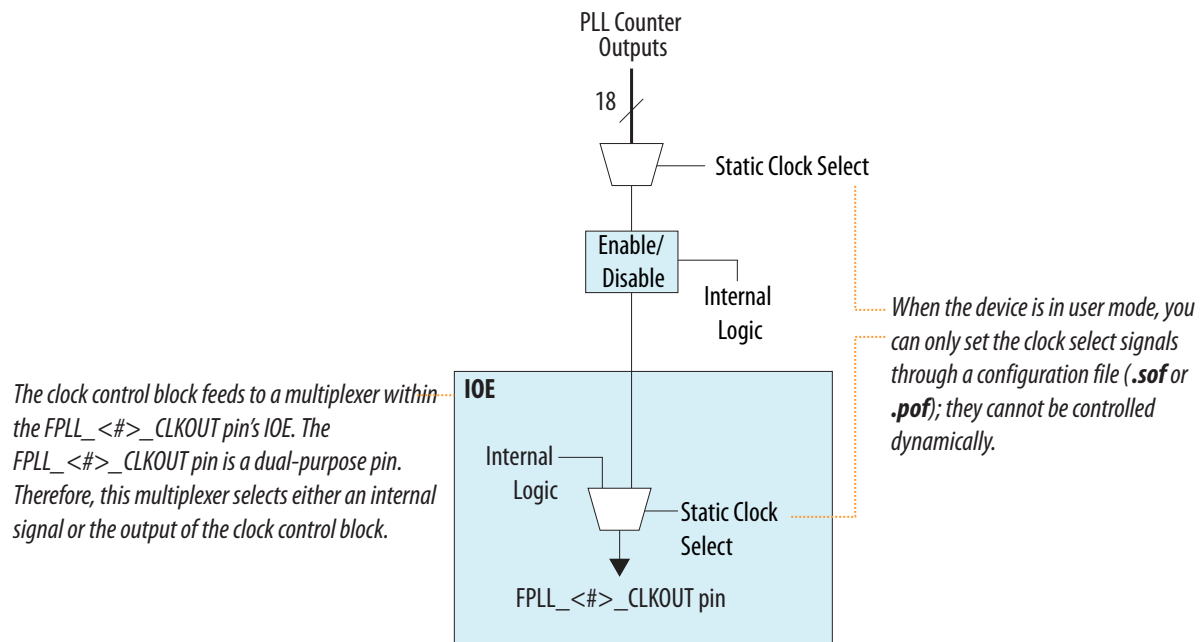 PLL Counter
Outputs
18
Static Clock Select
Enable/
Disable
Internal
Logic
When the device is in user mode, you
can only set the clock select signals
through a configuration file (.sof or
.pof); they cannot be controlled
dynamically.
The clock control block feeds to a multiplexer within
the FPLL_<#>_CLKOUT pin's IOE. The
FPLL_<#>_CLKOUT pin is a dual-purpose pin.
Therefore, this multiplexer selects either an internal
signal or the output of the clock control block.
IOE
Internal
Logic
Static Clock
Select
FPLL_<#>_CLKOUT pin